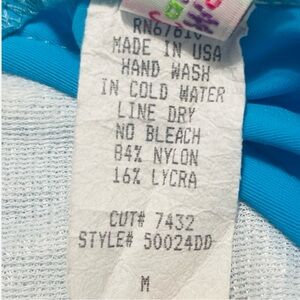 MADE IN USA
HAND WASH
IN COLD WATER
LINE DRY
NO BLEACH
84% NYLON
16% LYCRA
CUT# 7432
STYLE# 50024DD
M